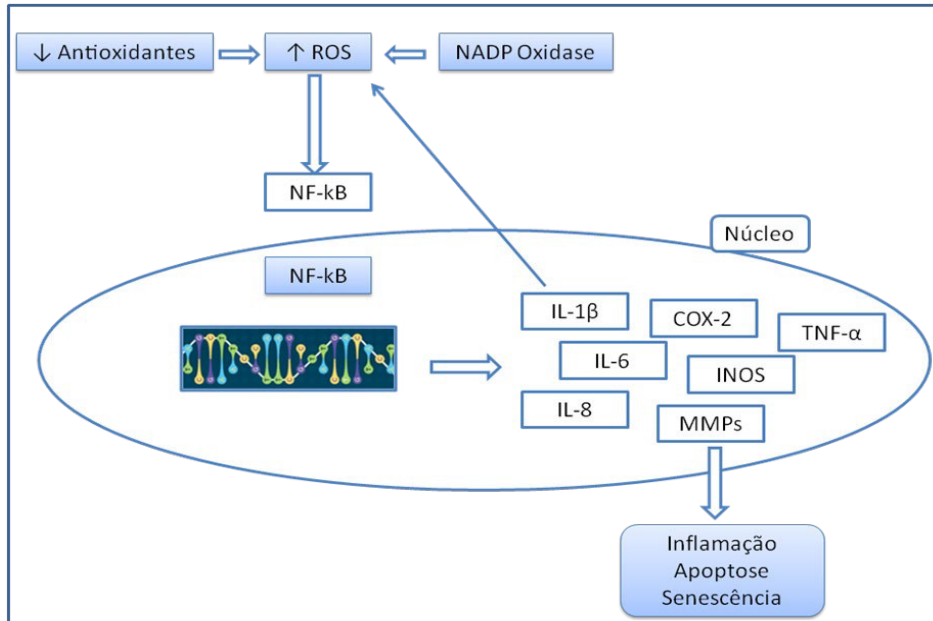 ↓ Antioxidantes
↑ ROS
NADP Oxidase
NF-kB
Núcleo
NF-kB
IL-1β
COX-2
TNF-α
IL-6
INOS
IL-8
MMPs
Inflamação
Apoptose
Senescência